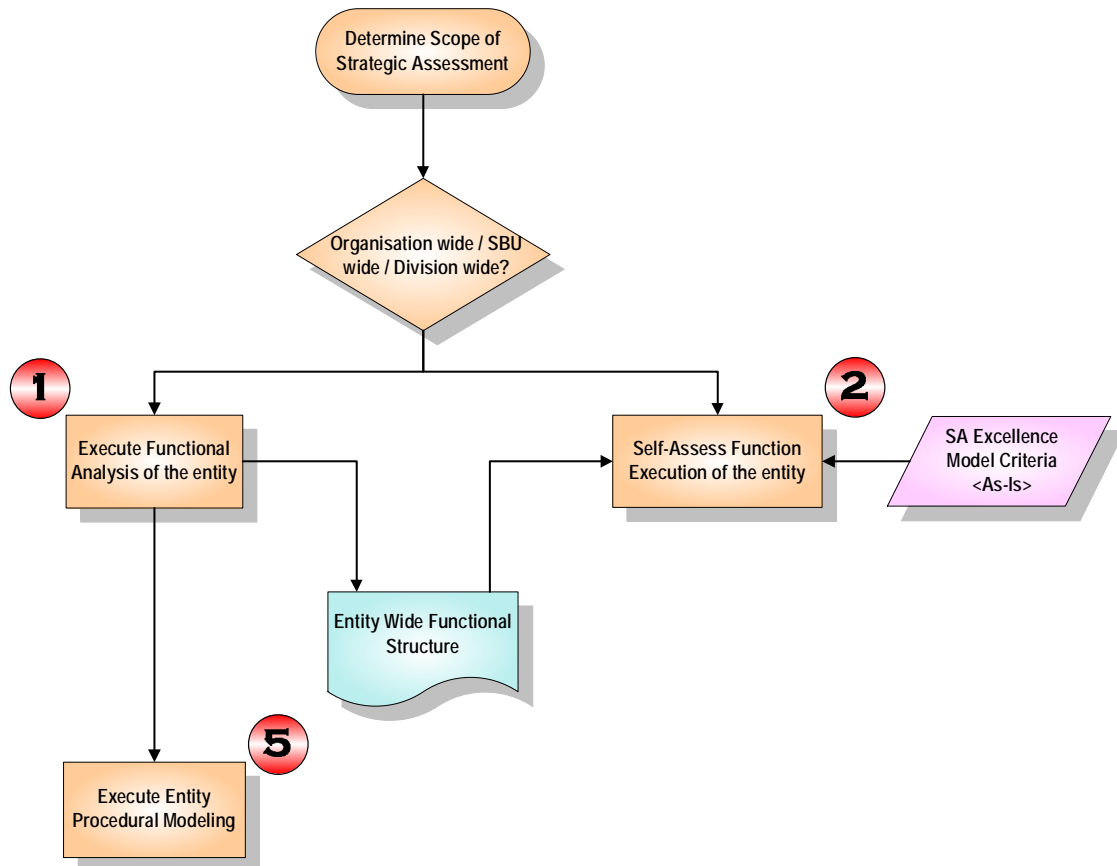 Determine Scope of
Strategic Assessment
Organisation wide / SBU
wide / Division wide?
1
Execute Functional
Analysis of the entity
2
Self-Assess Function
Execution of the entity
SA Excellence
Model Criteria
<As-Is>
Entity Wide Functional
Structure
5
Execute Entity
Procedural Modeling